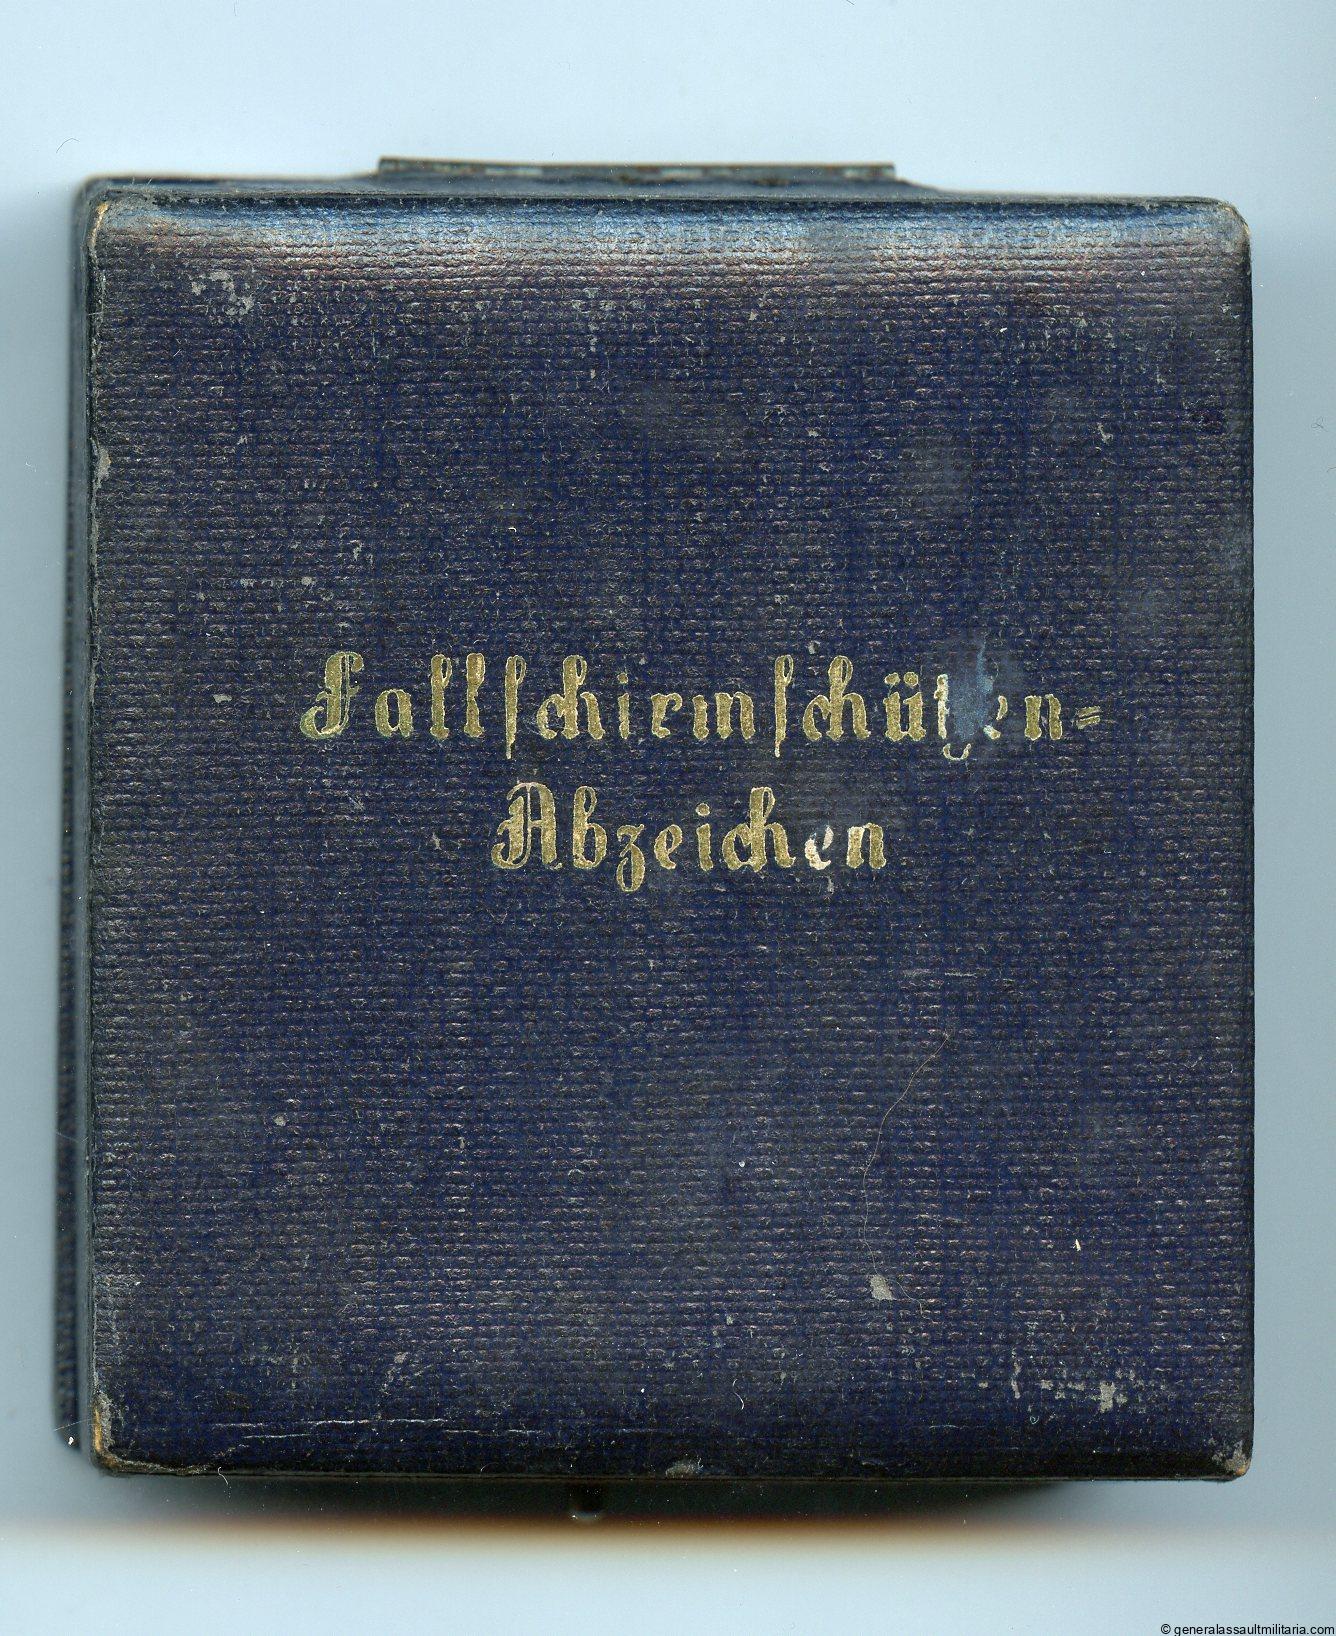 Fallschirmschützen-
Abzeichen
© generalassaultmilitaria.com